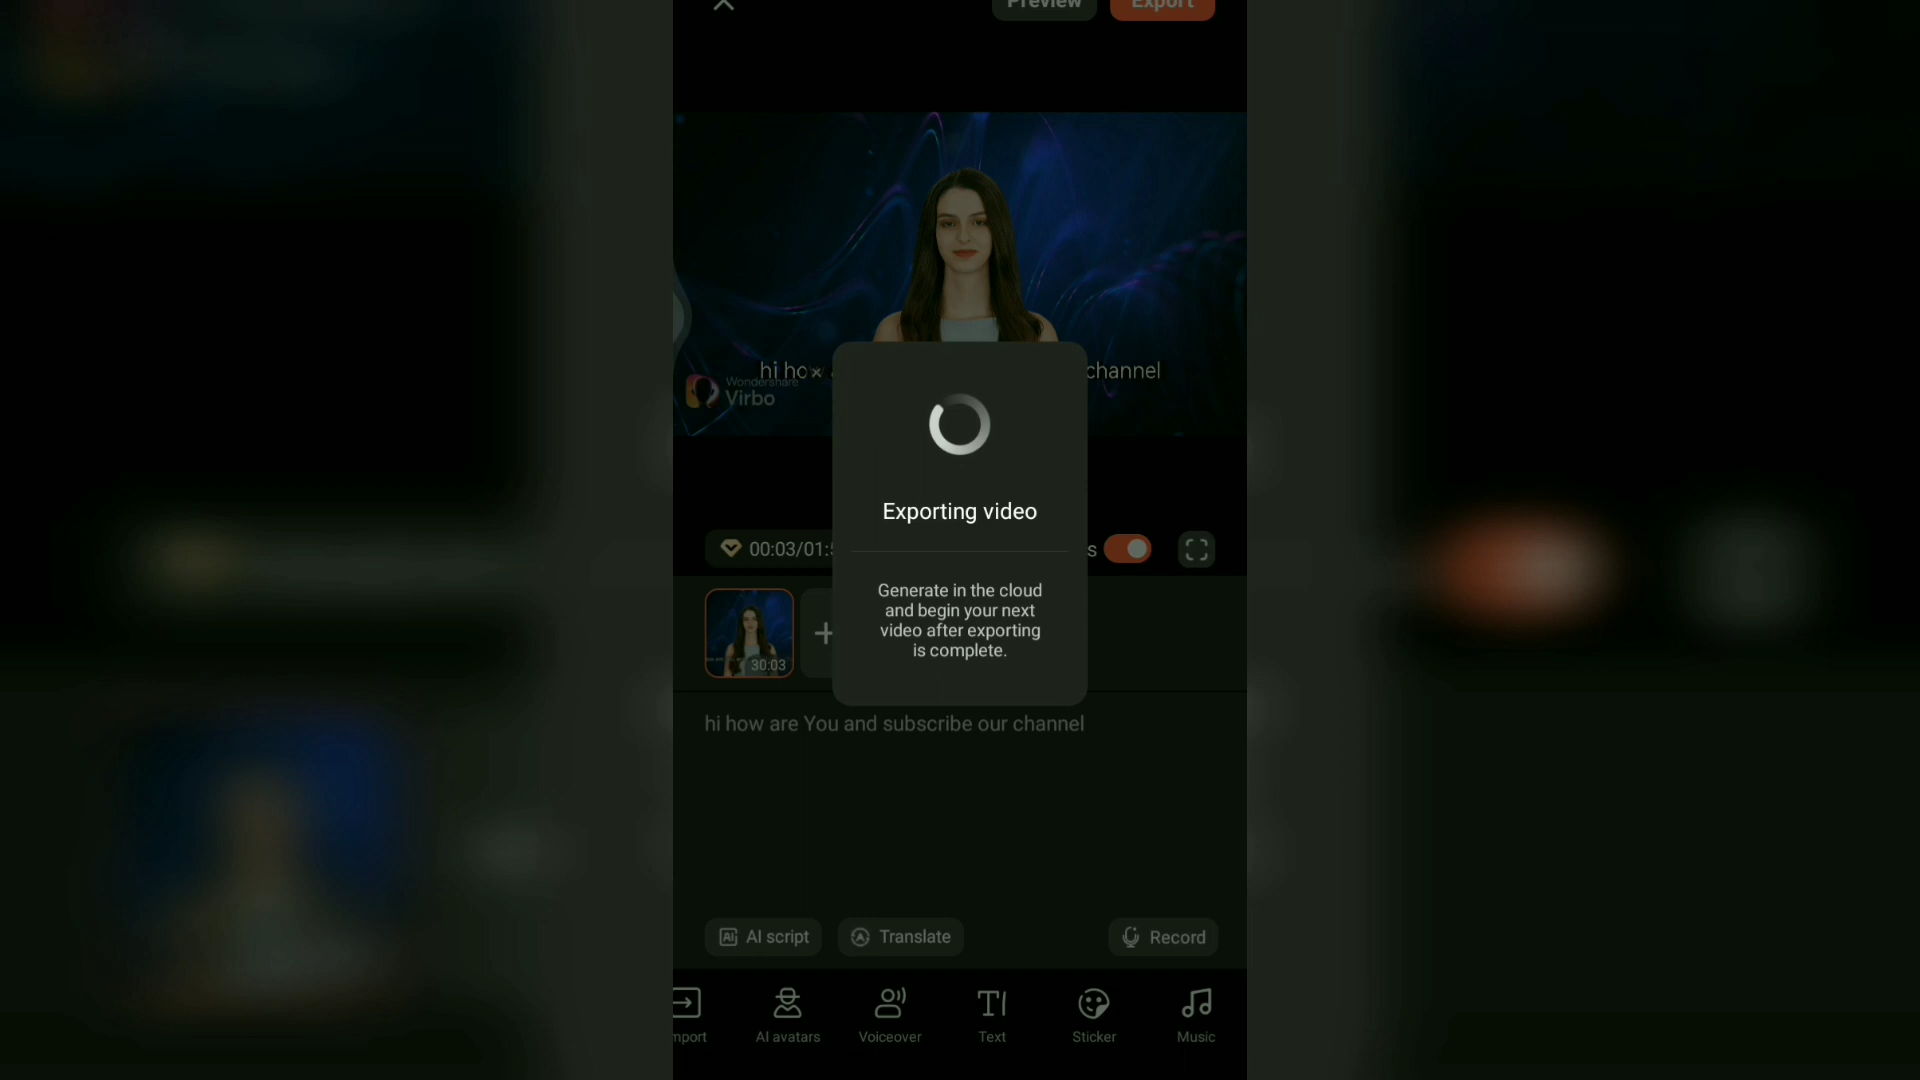 Preview Export
hi how channel
Wondershare
Virbo
Exporting video
00:03/01:5 s
Generate in the cloud
and begin your next
video after exporting
is complete.
30:03
hi how are You and subscribe our channel
AI script Translate Record
mport AI avatars Voiceover Text Sticker Music